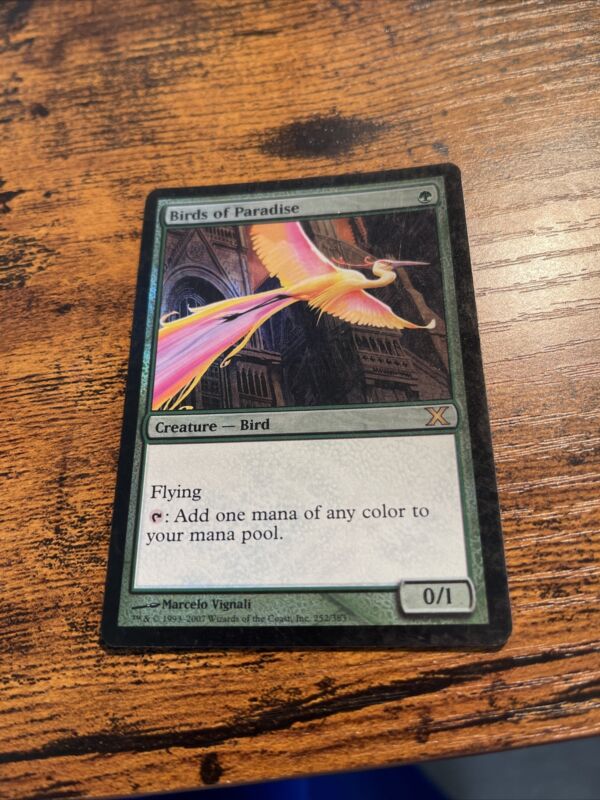 Birds of Paradise
Creature — Bird
X
Flying
: Add one mana of any color to
your mana pool.
0/1
Marcelo Vignali
™ & © 1993–2007 Wizards of the Coast, Inc. 252/383